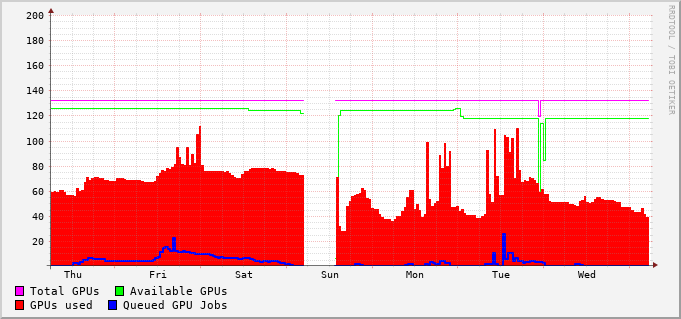 200
180
160
140
120
100
80
60
40
20
Thu Fri Sat Sun Mon Tue Wed
Total GPUs Available GPUs
GPUs used Queued GPU Jobs
RRDTOOL / TOBI OETIKER